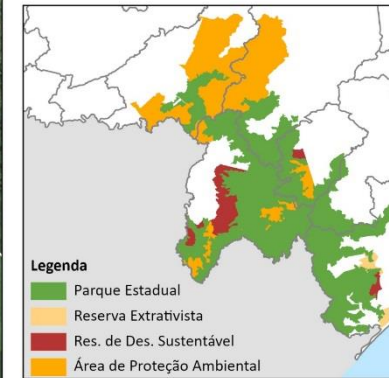 Legenda
Parque Estadual
Reserva Extrativista
Res. de Des. Sustentável
Área de Proteção Ambiental